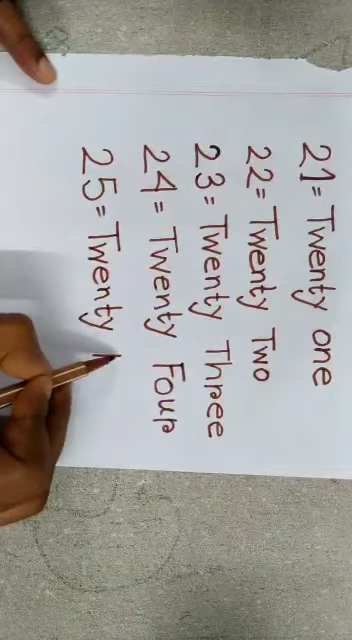 21 = Twenty one
22 = Twenty Two
23 = Twenty Three
24 = Twenty Four
25 = Twenty